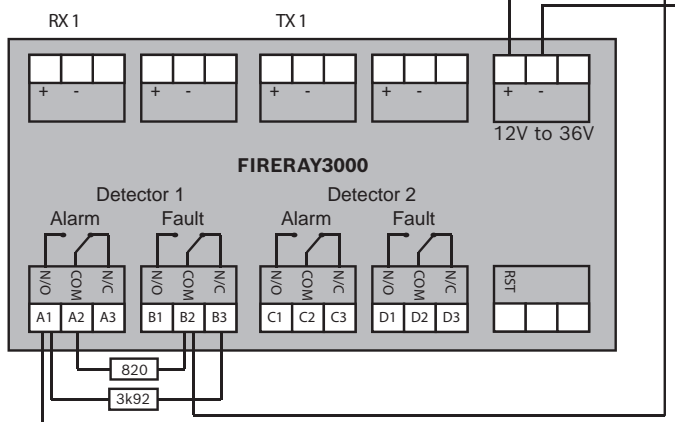 RX 1 TX 1
+ - + - + - + - + -
12V to 36V
FIRERAY3000
Detector 1 Detector 2
Alarm Fault Alarm Fault
N/O COM N/C N/O COM N/C N/O COM N/C N/O COM N/C RST
A1 A2 A3 B1 B2 B3 C1 C2 C3 D1 D2 D3
820
3k92